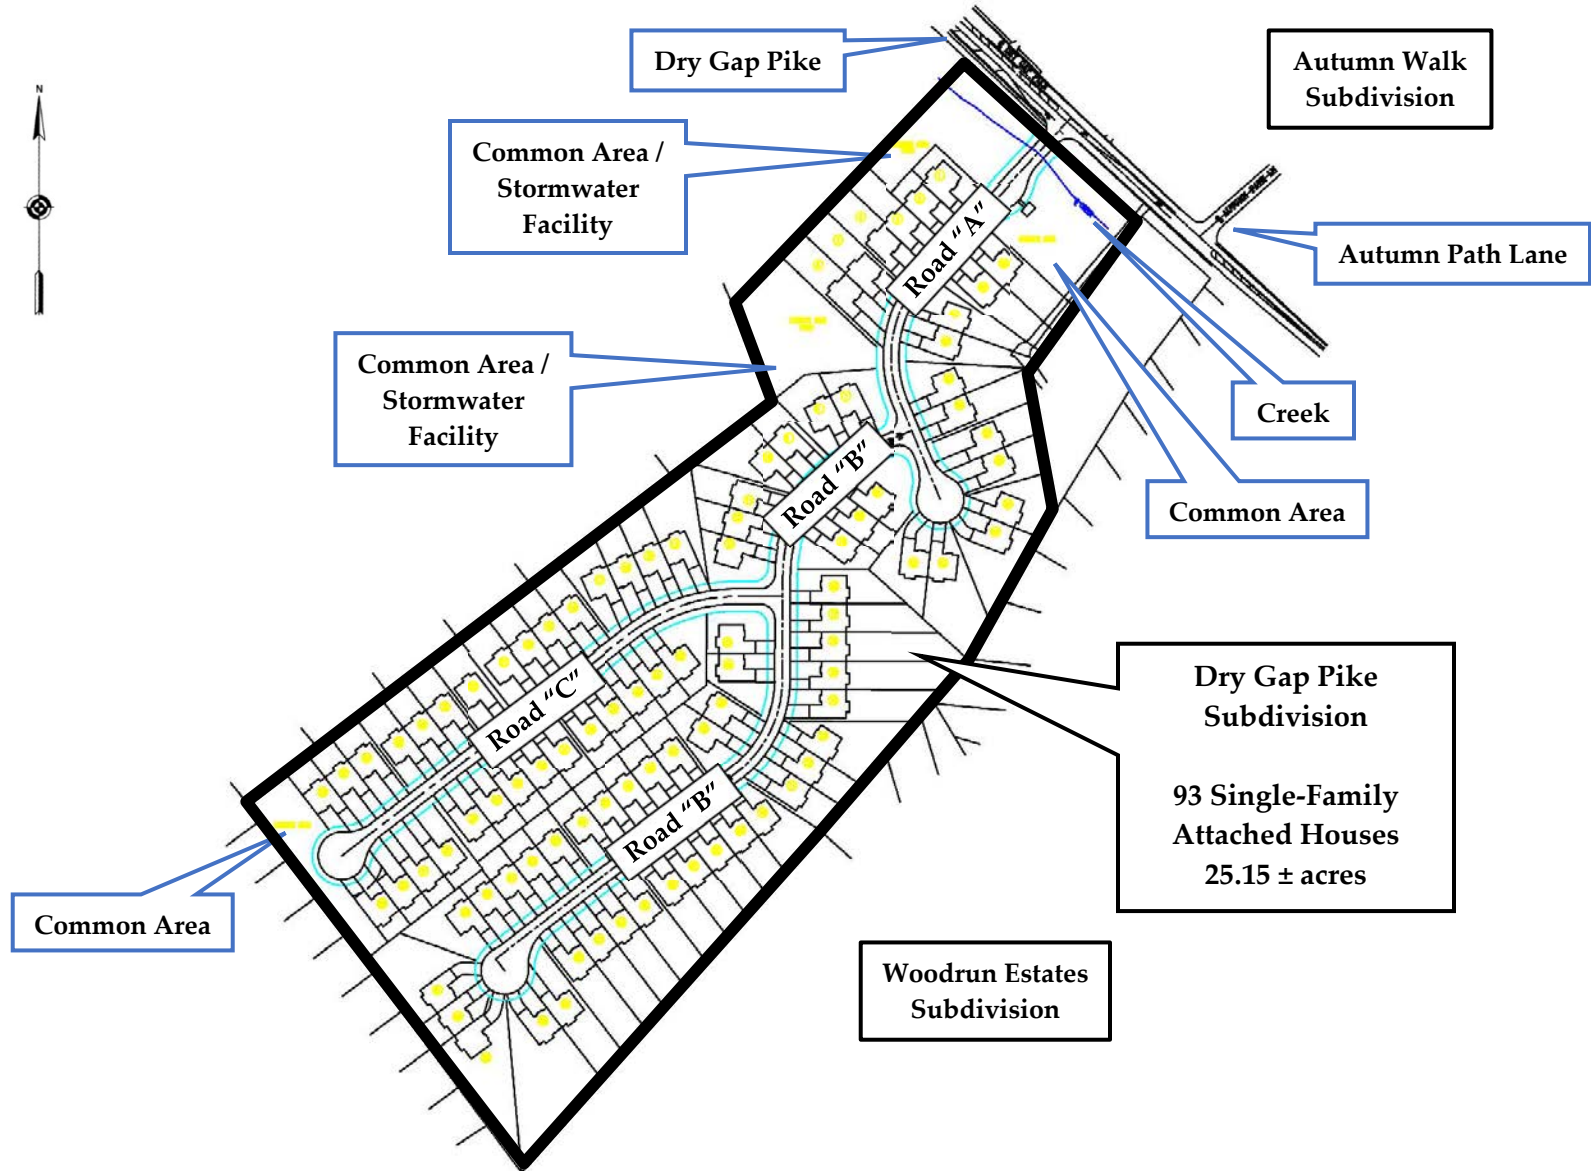 N
Dry Gap Pike
Autumn Walk
Subdivision
Common Area /
Stormwater
Facility
Road "A"
Autumn Path Lane
Common Area /
Stormwater
Facility
Creek
Road "B"
Common Area
Dry Gap Pike
Subdivision
93 Single-Family
Attached Houses
25.15 ± acres
Road "C"
Road "B"
Common Area
Woodrun Estates
Subdivision